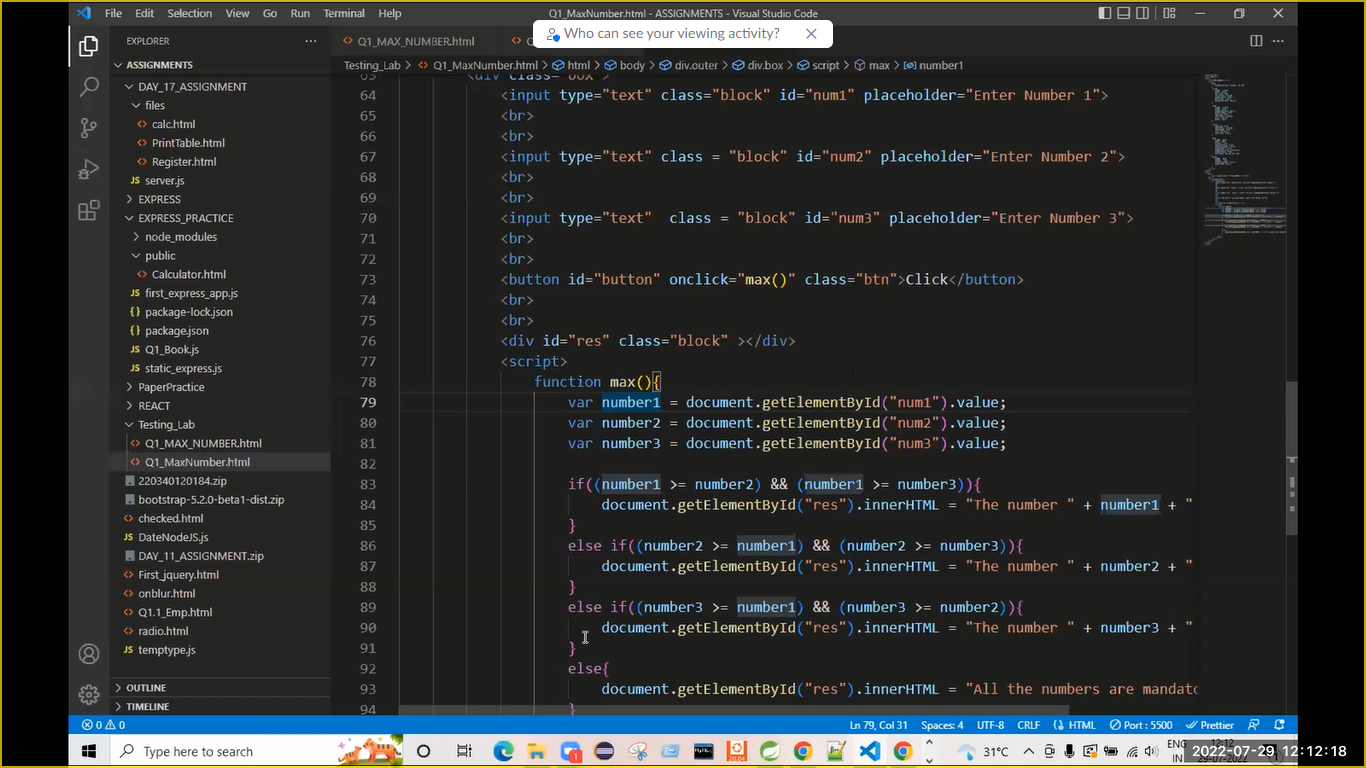 File Edit Selection View Go Run Terminal Help
Q1_MaxNumber.html - ASSIGNMENTS - Visual Studio Code
Who can see your viewing activity?
EXPLORER
Q1_MAX_NUMBER.html
ASSIGNMENTS
Testing_Lab > Q1_MaxNumber.html > html > body > div.outer > div.box > script > max > number1
DAY_17_ASSIGNMENT
files
calc.html
PrintTable.html
Register.html
server.js
EXPRESS
EXPRESS_PRACTICE
node_modules
public
Calculator.html
first_express_app.js
package-lock.json
package.json
Q1_Book.js
static_express.js
PaperPractice
REACT
Testing_Lab
Q1_MAX_NUMBER.html
Q1_MaxNumber.html
220340120184.zip
bootstrap-5.2.0-beta1-dist.zip
checked.html
DateNodeJS.js
DAY_11_ASSIGNMENT.zip
First_jquery.html
onblur.html
Q1.1_Emp.html
radio.html
temptype.js
OUTLINE
TIMELINE
63 <div class="box">
64 <input type="text" class="block" id="num1" placeholder="Enter Number 1">
65 <br>
66 <br>
67 <input type="text" class = "block" id="num2" placeholder="Enter Number 2">
68 <br>
69 <br>
70 <input type="text"  class = "block" id="num3" placeholder="Enter Number 3">
71 <br>
72 <br>
73 <button id="button" onclick="max()" class="btn">Click</button>
74 <br>
75 <br>
76 <div id="res" class="block" ></div>
77 <script>
78 function max(){
79 var number1 = document.getElementById("num1").value;
80 var number2 = document.getElementById("num2").value;
81 var number3 = document.getElementById("num3").value;
82
83 if((number1 >= number2) && (number1 >= number3)){
84 document.getElementById("res").innerHTML = "The number " + number1 + "
85 }
86 else if((number2 >= number1) && (number2 >= number3)){
87 document.getElementById("res").innerHTML = "The number " + number2 + "
88 }
89 else if((number3 >= number1) && (number3 >= number2)){
90 document.getElementById("res").innerHTML = "The number " + number3 + "
91 }
92 else{
93 document.getElementById("res").innerHTML = "All the numbers are mandato
94 }
0 0 Ln 79, Col 31 Spaces: 4 UTF-8 CRLF HTML Port : 5500 Prettier
Type here to search
31°C
ENG
IN
2022-07-29, 12:12:18